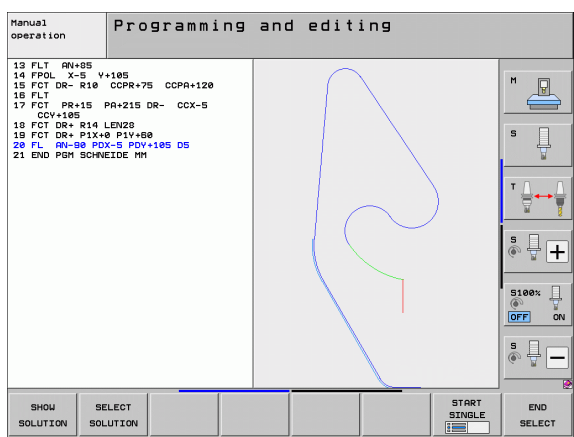 Manual
operation
Programming and editing
13 FLT AN+85
14 FPOL X-5 Y+105
15 FCT DR- R10 CCPR+75 CCPA+120
16 FLT
17 FCT PR+15 PA+215 DR- CCX-5
CCY+105
18 FCT DR+ R14 LEN28
19 FCT DR+ P1X+0 P1Y+60
20 FL AN-90 PDX-5 PDY+105 D5
21 END PGM SCHNEIDE MM
M
S
T
S
+
S100%
OFF ON
S
-
SHOW
SOLUTION
SELECT
SOLUTION
START
SINGLE
END
SELECT